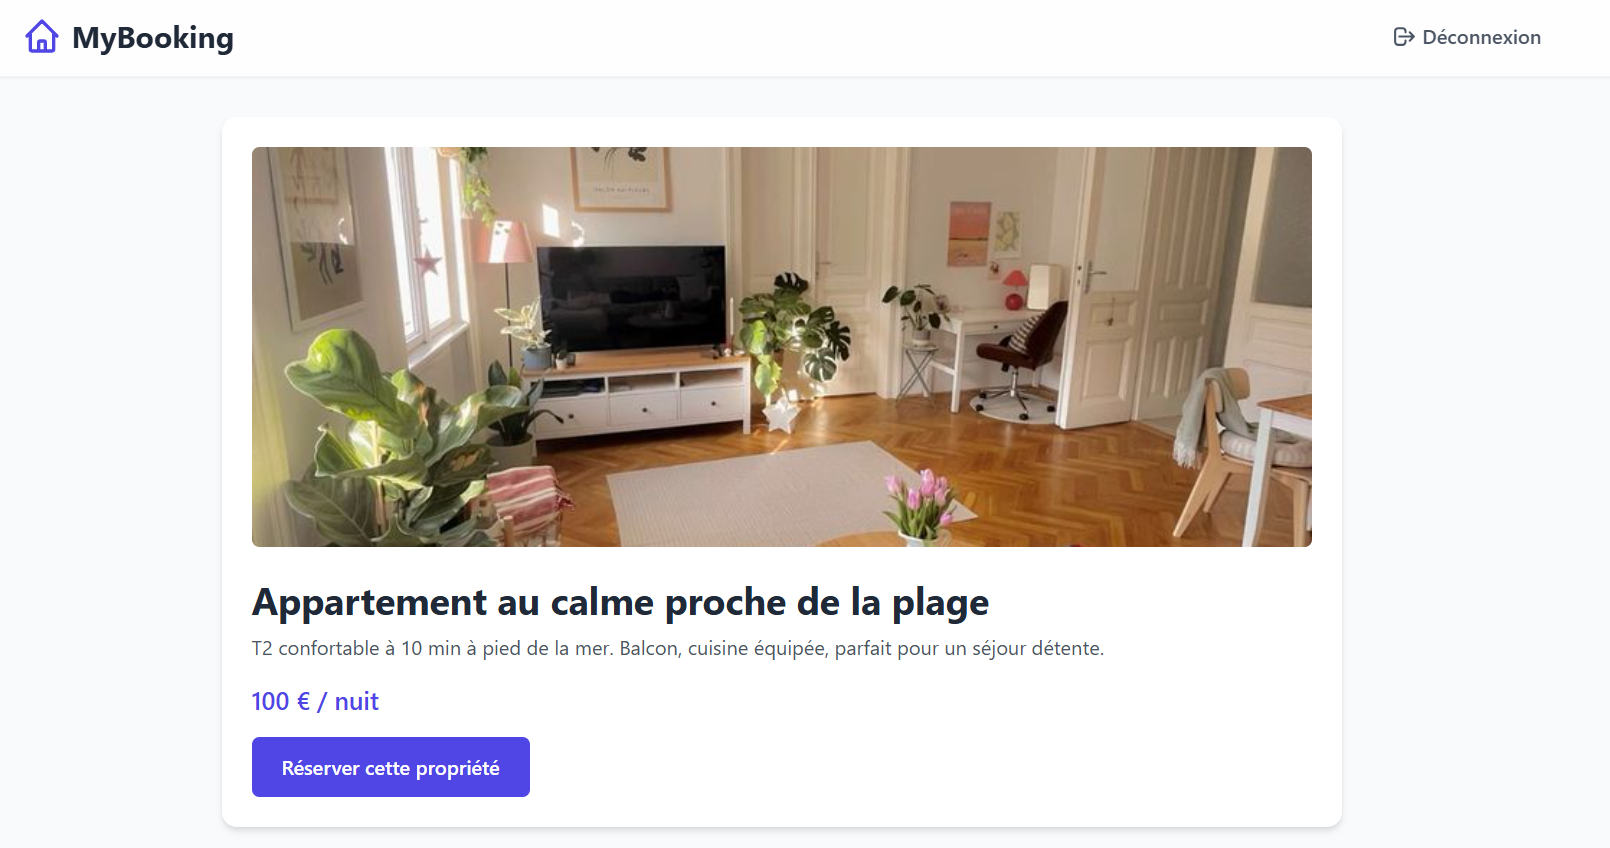 MyBooking
Déconnexion
Appartement au calme proche de la plage
T2 confortable à 10 min à pied de la mer. Balcon, cuisine équipée, parfait pour un séjour détente.
100 € / nuit
Réserver cette propriété